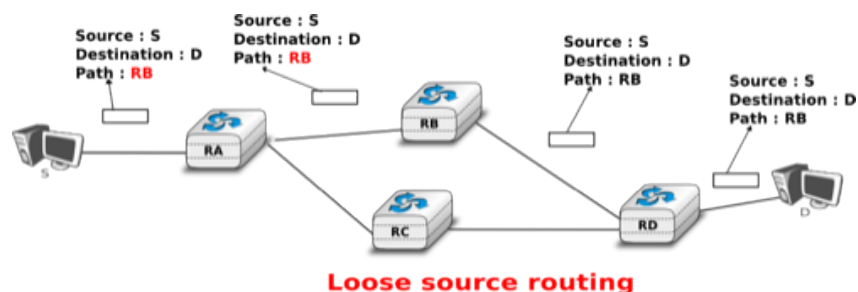 Source : S
Destination : D
Path : RB
Source : S
Destination : D
Path : RB
Source : S
Destination : D
Path : RB
Source : S
Destination : D
Path : RB
S
RA
RB
RC
RD
D
Loose source routing